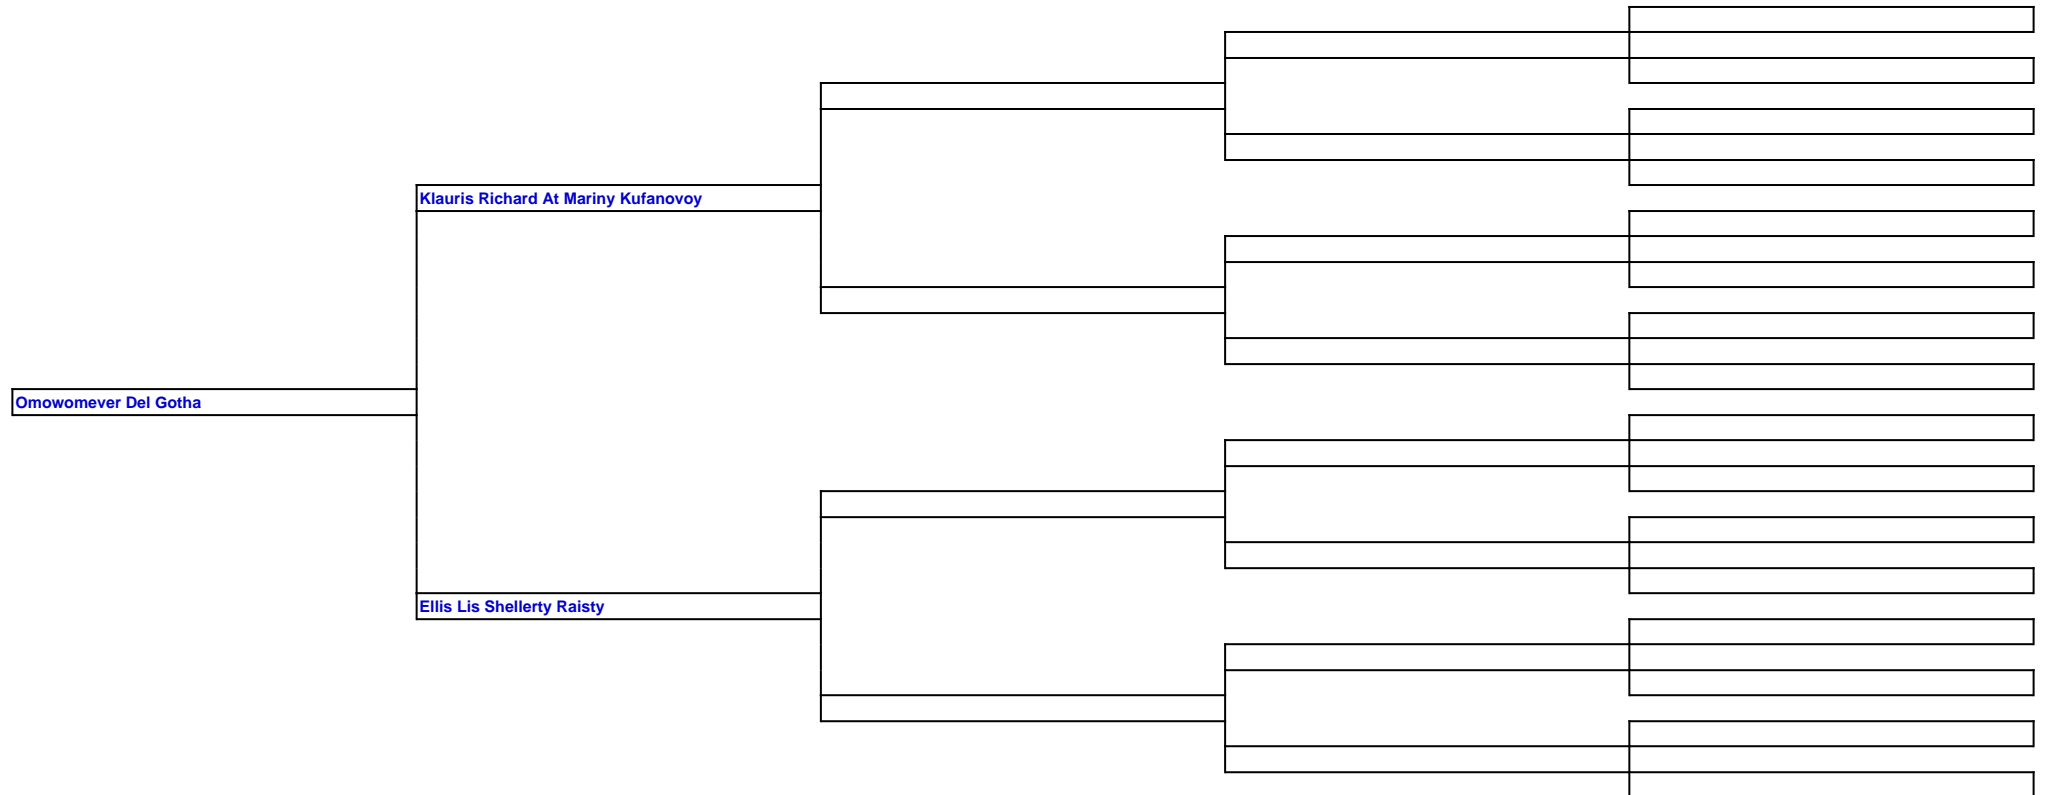 Klauris Richard At Mariny Kufanovoy
Omowomever Del Gotha
Ellis Lis Shellerty Raisty